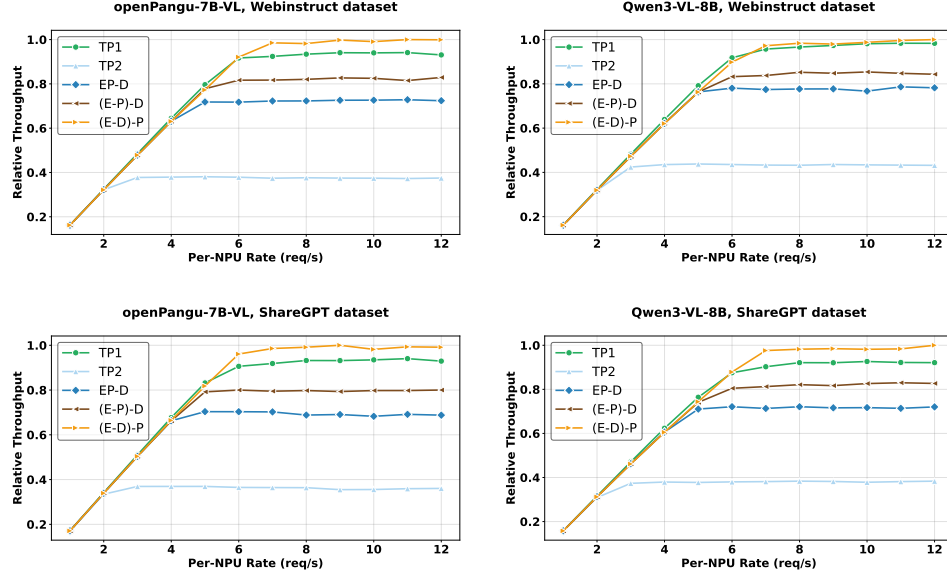 openPangu-7B-VL, Webinstruct dataset
1.0
0.8
0.6
0.4
0.2
Relative Throughput
TP1
TP2
EP-D
(E-P)-D
(E-D)-P
2 4 6 8 10 12
Per-NPU Rate (req/s)
Qwen3-VL-8B, Webinstruct dataset
1.0
0.8
0.6
0.4
0.2
Relative Throughput
TP1
TP2
EP-D
(E-P)-D
(E-D)-P
2 4 6 8 10 12
Per-NPU Rate (req/s)
openPangu-7B-VL, ShareGPT dataset
1.0
0.8
0.6
0.4
0.2
Relative Throughput
TP1
TP2
EP-D
(E-P)-D
(E-D)-P
2 4 6 8 10 12
Per-NPU Rate (req/s)
Qwen3-VL-8B, ShareGPT dataset
1.0
0.8
0.6
0.4
0.2
Relative Throughput
TP1
TP2
EP-D
(E-P)-D
(E-D)-P
2 4 6 8 10 12
Per-NPU Rate (req/s)